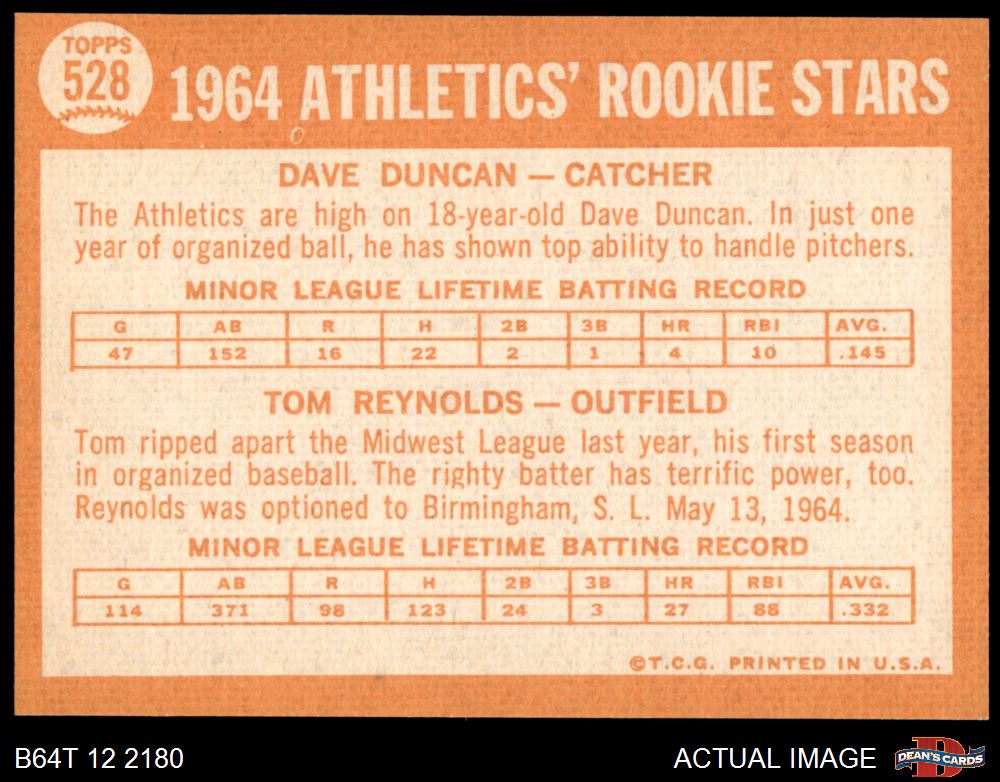 TOPPS
528
1964 ATHLETICS' ROOKIE STARS
DAVE DUNCAN — CATCHER
The Athletics are high on 18-year-old Dave Duncan. In just one
year of organized ball, he has shown top ability to handle pitchers.
MINOR LEAGUE LIFETIME BATTING RECORD
G AB R H 2B 3B HR RBI AVG.
47 152 16 22 2 1 4 10 .145
TOM REYNOLDS — OUTFIELD
Tom ripped apart the Midwest League last year, his first season
in organized baseball. The righty batter has terrific power, too.
Reynolds was optioned to Birmingham, S. L. May 13, 1964.
MINOR LEAGUE LIFETIME BATTING RECORD
G AB R H 2B 3B HR RBI AVG.
114 371 98 123 24 3 27 88 .332
©T.C.G. PRINTED IN U.S.A.
B64T 12 2180
ACTUAL IMAGE
D
DEAN'S CARDS